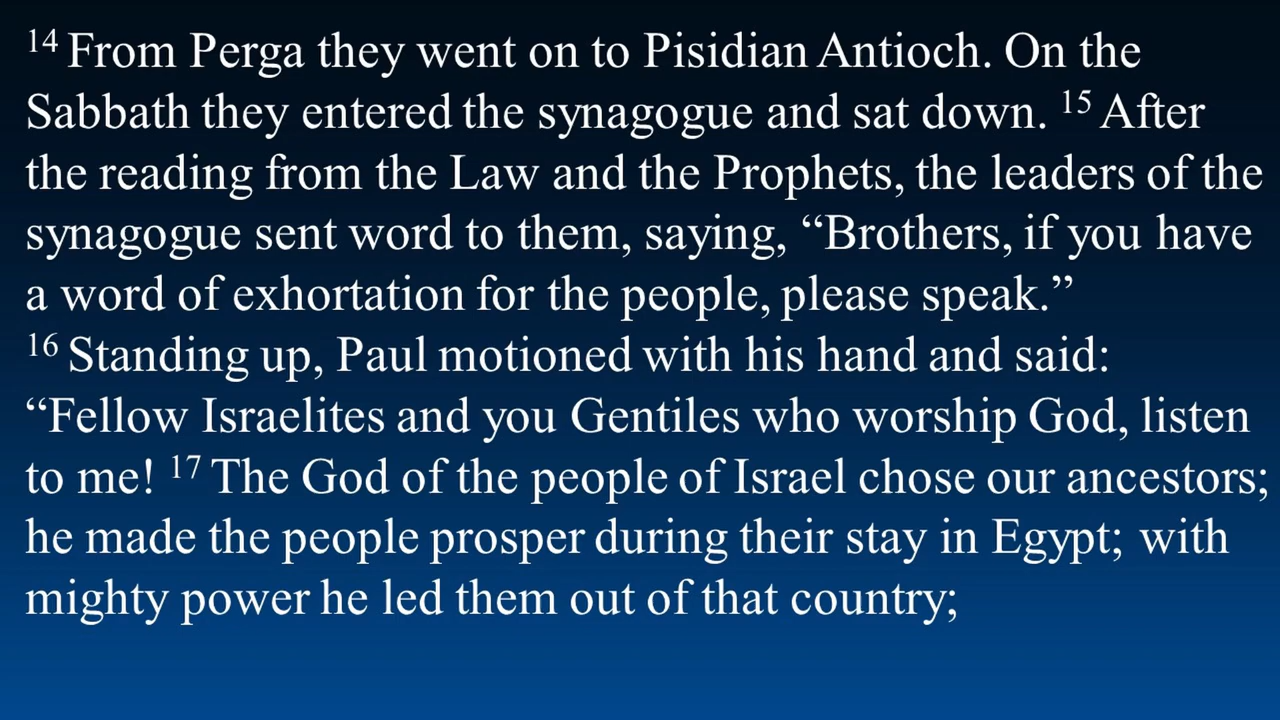 14 From Perga they went on to Pisidian Antioch. On the
Sabbath they entered the synagogue and sat down. 15 After
the reading from the Law and the Prophets, the leaders of the
synagogue sent word to them, saying, “Brothers, if you have
a word of exhortation for the people, please speak.”
16 Standing up, Paul motioned with his hand and said:
“Fellow Israelites and you Gentiles who worship God, listen
to me! 17 The God of the people of Israel chose our ancestors;
he made the people prosper during their stay in Egypt; with
mighty power he led them out of that country;